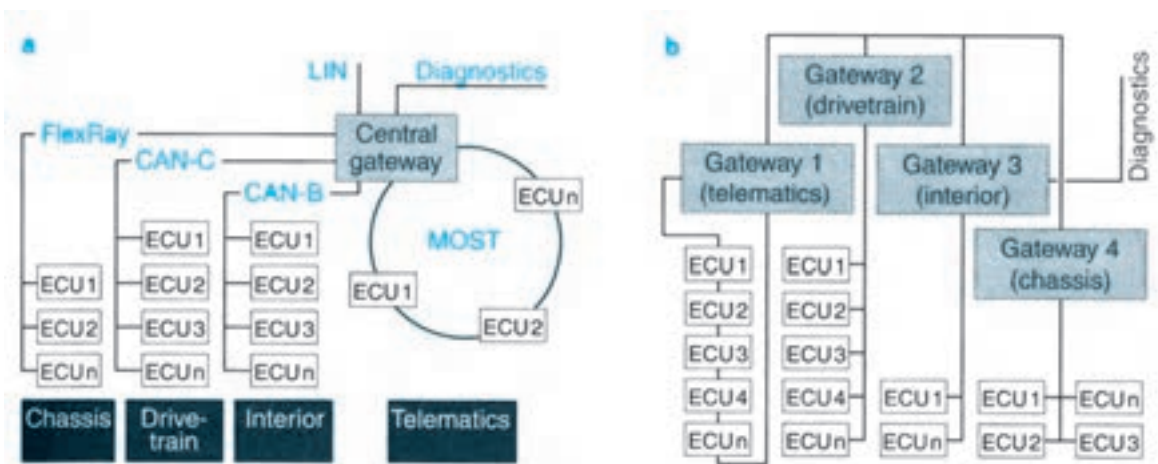 a
LIN
Diagnostics
FlexRay
Central
gateway
CAN-C
CAN-B
ECUn
MOST
ECU1
ECU2
ECU1
ECU2
ECUn
ECU1
ECU2
ECU3
ECUn
ECU1
ECU2
ECU3
ECUn
Chassis
Drive-
train
Interior
Telematics
b
Gateway 2
(drivetrain)
Gateway 1
(telematics)
Gateway 3
(interior)
Gateway 4
(chassis)
Diagnostics
ECU1
ECU2
ECU3
ECU4
ECUn
ECU1
ECU2
ECU3
ECU4
ECUn
ECU1
ECUn
ECU1
ECUn
ECU2
ECU3